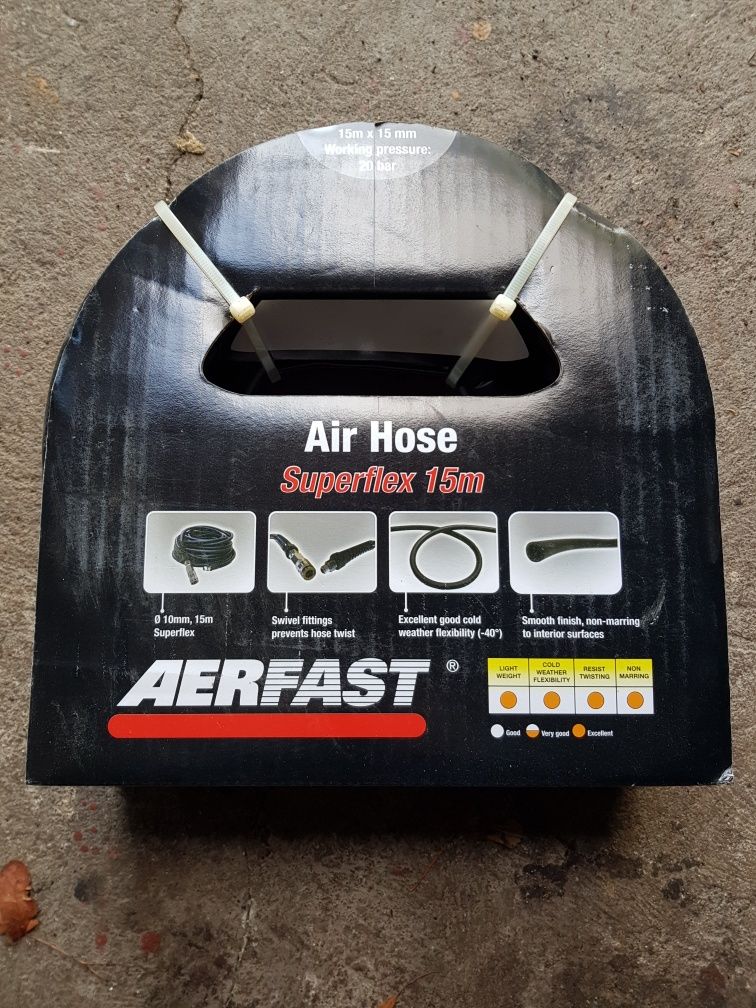 15m x 15 mm
Working pressure:
20 bar
Air Hose
Superflex 15m
Ø 10mm, 15m
Superflex
Swivel fittings
prevents hose twist
Excellent good cold
weather flexibility (-40°)
Smooth finish, non-marring
to interior surfaces
AERFAST ®
LIGHT
WEIGHT
COLD
WEATHER
FLEXIBILITY
RESIST
TWISTING
NON
MARRING
Good Very good Excellent